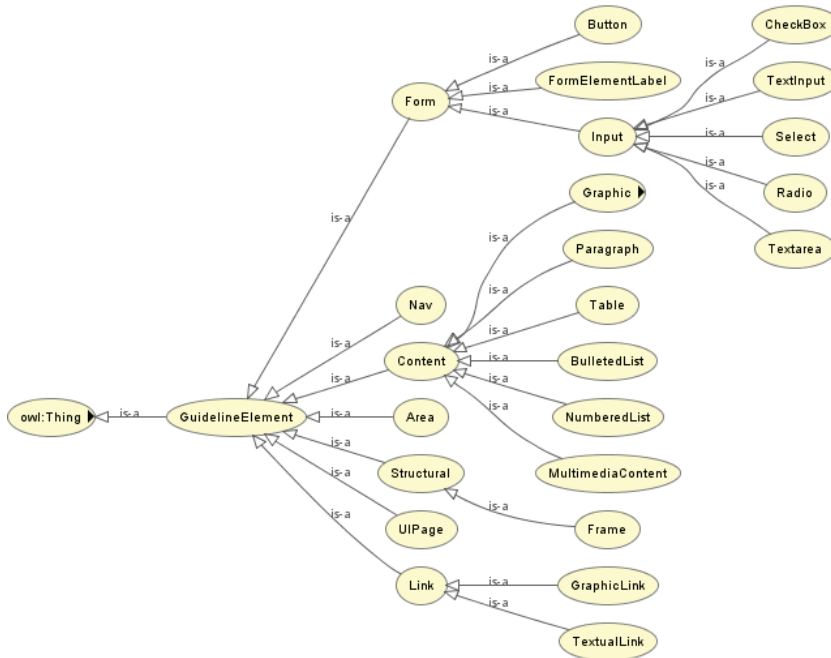 Button
CheckBox
is-a
is-a
FormElementLabel
TextInput
is-a
is-a
Form
is-a
Input
is-a
Select
is-a
Radio
Graphic
is-a
is-a
Textarea
is-a
Paragraph
is-a
Nav
Table
is-a
is-a
Content
is-a
BulletedList
is-a
owl:Thing
is-a
GuidelineElement
is-a
Area
is-a
NumberedList
is-a
is-a
Structural
MultimediaContent
is-a
UIPage
Frame
is-a
is-a
Link
is-a
GraphicLink
is-a
TextualLink